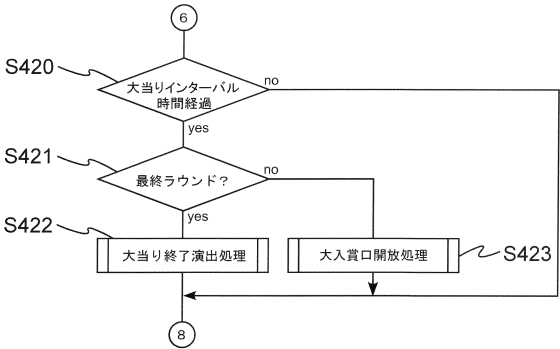 6
S420
大当りインターバル
時間経過
no
yes
S421
最終ラウンド?
no
yes
S422
大当り終了演出処理
大入賞口開放処理
S423
8